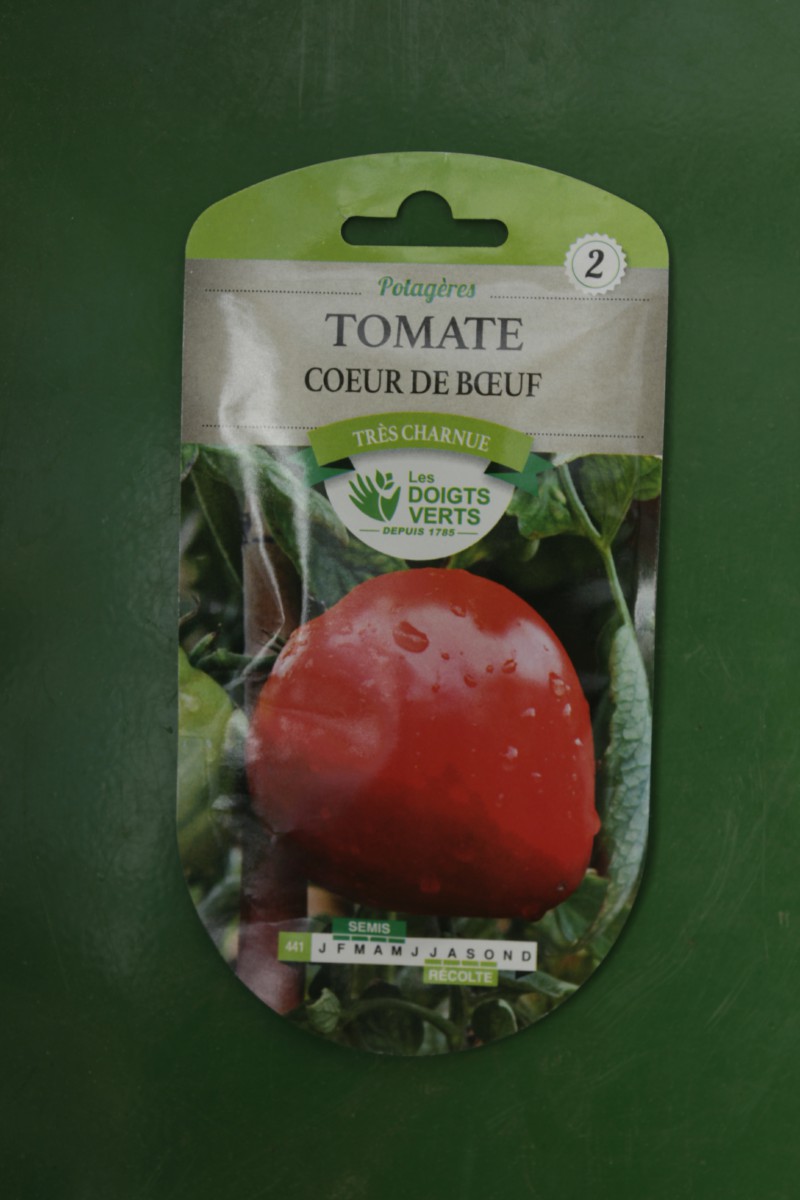 2
Potagères
TOMATE
COEUR DE BŒUF
TRÈS CHARNUE
Les
DOIGTS
VERTS
DEPUIS 1785
SEMIS
441 J F M A M J J A S O N D
RÉCOLTE